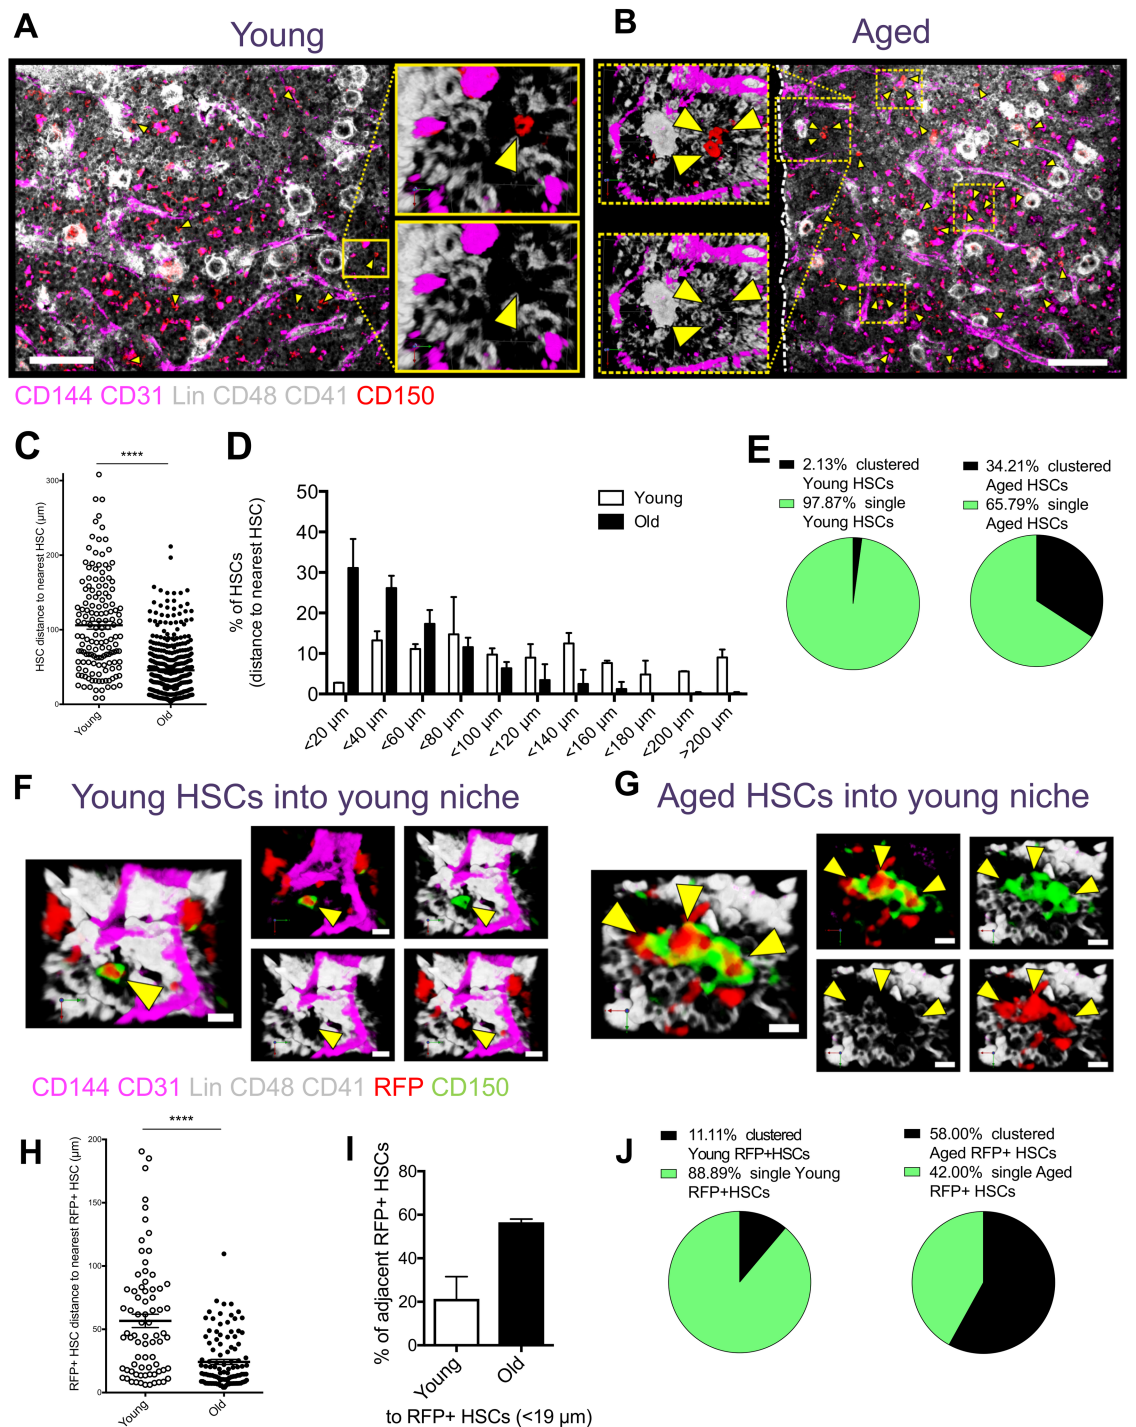 A
Young
B
Aged
CD144 CD31 Lin CD48 CD41 CD150
C
****
HSC distance to nearest HSC (µm)
300
200
100
0
Young
Old
D
% of HSCs
(distance to nearest HSC)
50
40
30
20
10
0
Young
Old
<20 µm
<40 µm
<60 µm
<80 µm
<100 µm
<120 µm
<140 µm
<160 µm
<180 µm
<200 µm
>200 µm
E
2.13% clustered
Young HSCs
97.87% single
Young HSCs
34.21% clustered
Aged HSCs
65.79% single
Aged HSCs
F
Young HSCs into young niche
G
Aged HSCs into young niche
CD144 CD31 Lin CD48 CD41 RFP CD150
H
****
RFP+ HSC distance to nearest RFP+ HSC (µm)
200
150
100
50
0
Young
Old
I
% of adjacent RFP+ HSCs
80
60
40
20
0
Young
Old
to RFP+ HSCs (<19 µm)
J
11.11% clustered
Young RFP+HSCs
88.89% single Young
RFP+HSCs
58.00% clustered
Aged RFP+ HSCs
42.00% single Aged
RFP+ HSCs